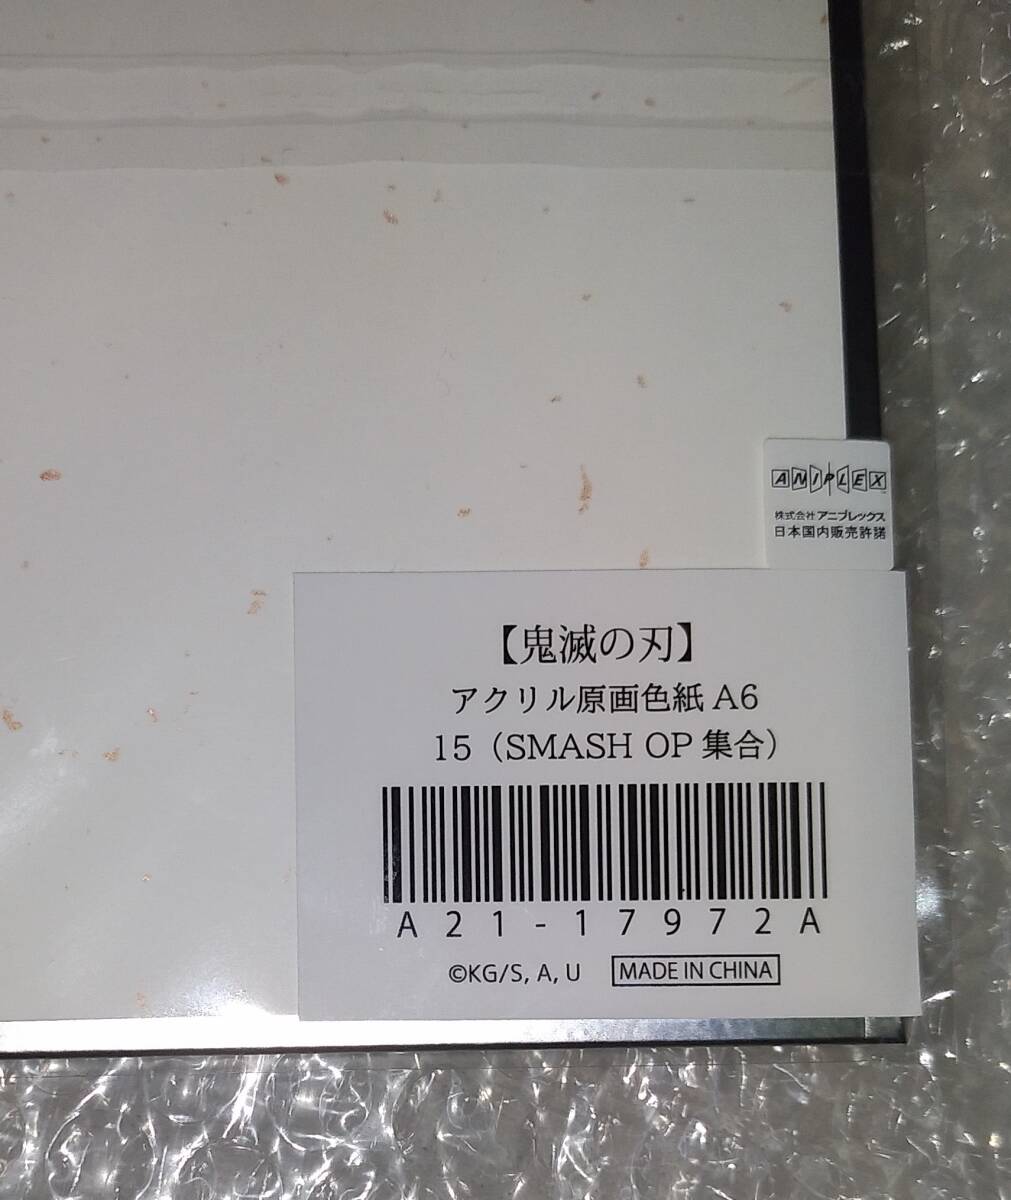 ANIPLEX
株式会社アニプレックス
日本国内販売許諾
【鬼滅の刃】
アクリル原画色紙 A6
15（SMASH OP 集合）
A21-17972A
©KG/S, A, U MADE IN CHINA